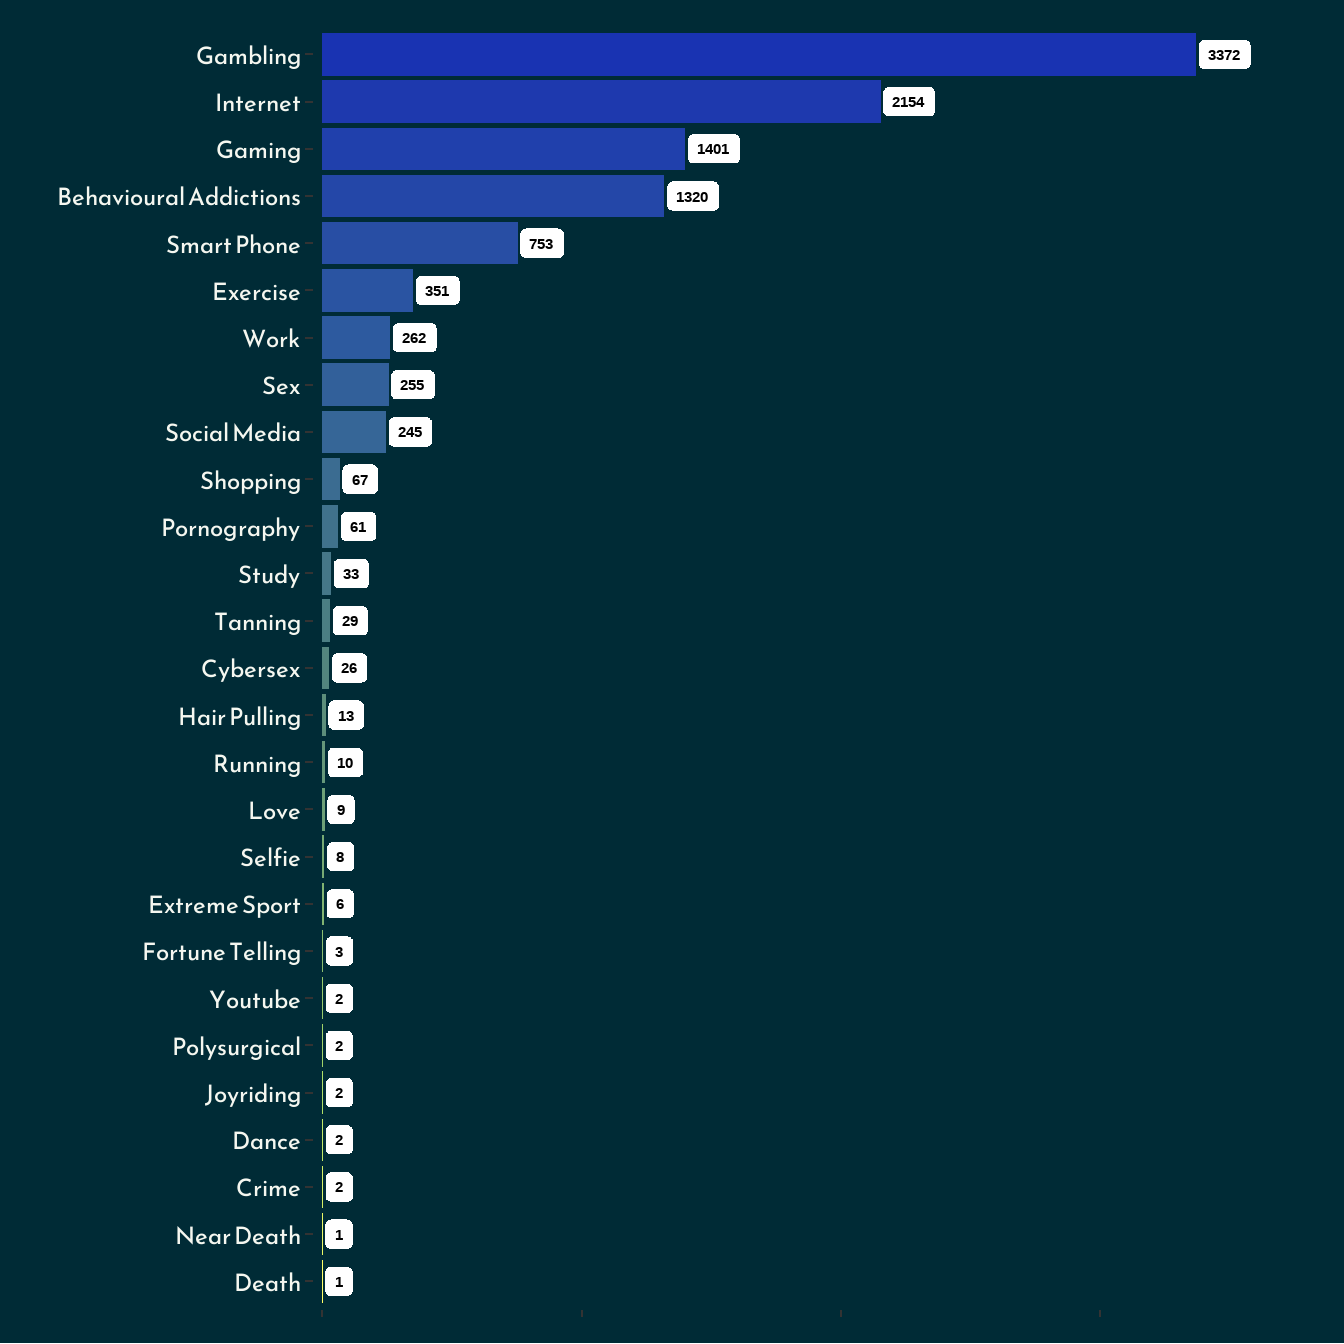 Gambling 3372
Internet 2154
Gaming 1401
Behavioural Addictions 1320
Smart Phone 753
Exercise 351
Work 262
Sex 255
Social Media 245
Shopping 67
Pornography 61
Study 33
Tanning 29
Cybersex 26
Hair Pulling 13
Running 10
Love 9
Selfie 8
Extreme Sport 6
Fortune Telling 3
Youtube 2
Polysurgical 2
Joyriding 2
Dance 2
Crime 2
Near Death 1
Death 1